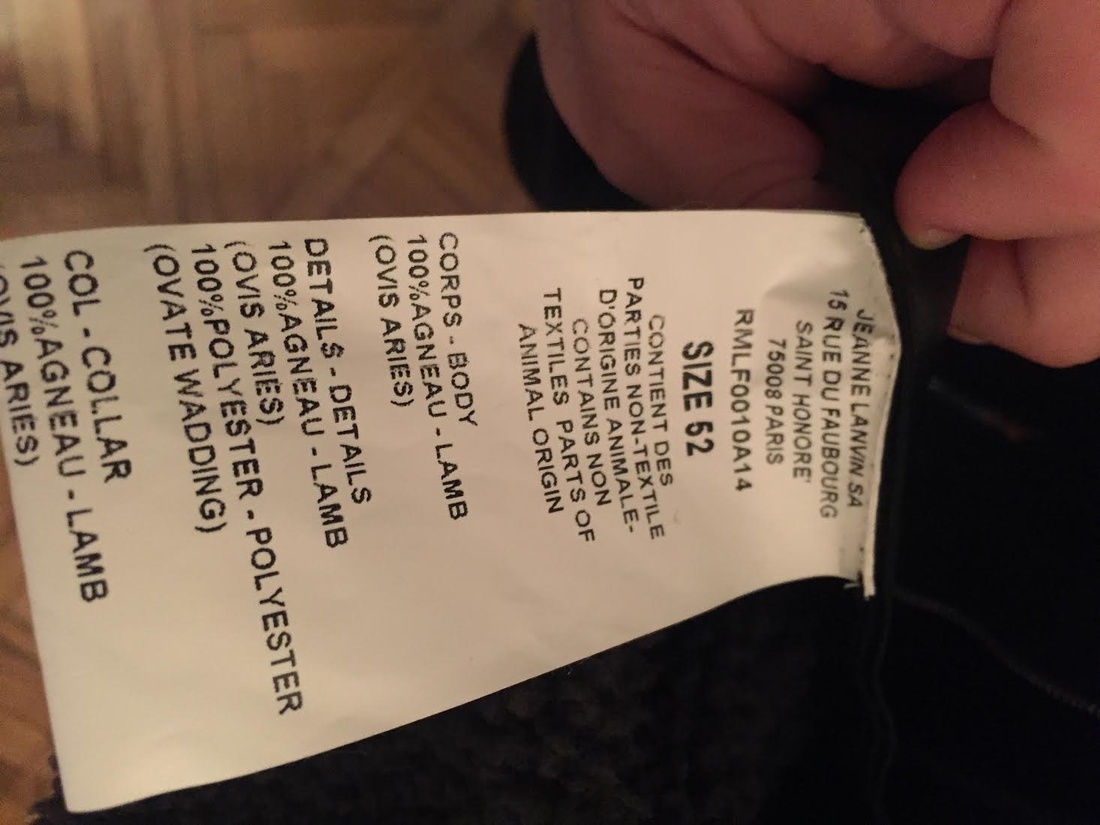 JEANNE LANVIN SA
15 RUE DU FAUBOURG
SAINT HONORE'
75008 PARIS
RMLF0010A14
SIZE 52
CONTIENT DES
PARTIES NON-TEXTILE
D'ORIGINE ANIMALE-
CONTAINS NON
TEXTILES PARTS OF
ANIMAL ORIGIN
CORPS - BODY
100%AGNEAU - LAMB
(OVIS ARIES)
DETAILS - DETAILS
100%AGNEAU - LAMB
(OVIS ARIES)
100%POLYESTER - POLYESTER
(OVATE WADDING)
COL - COLLAR
100%AGNEAU - LAMB
(OVIS ARIES)